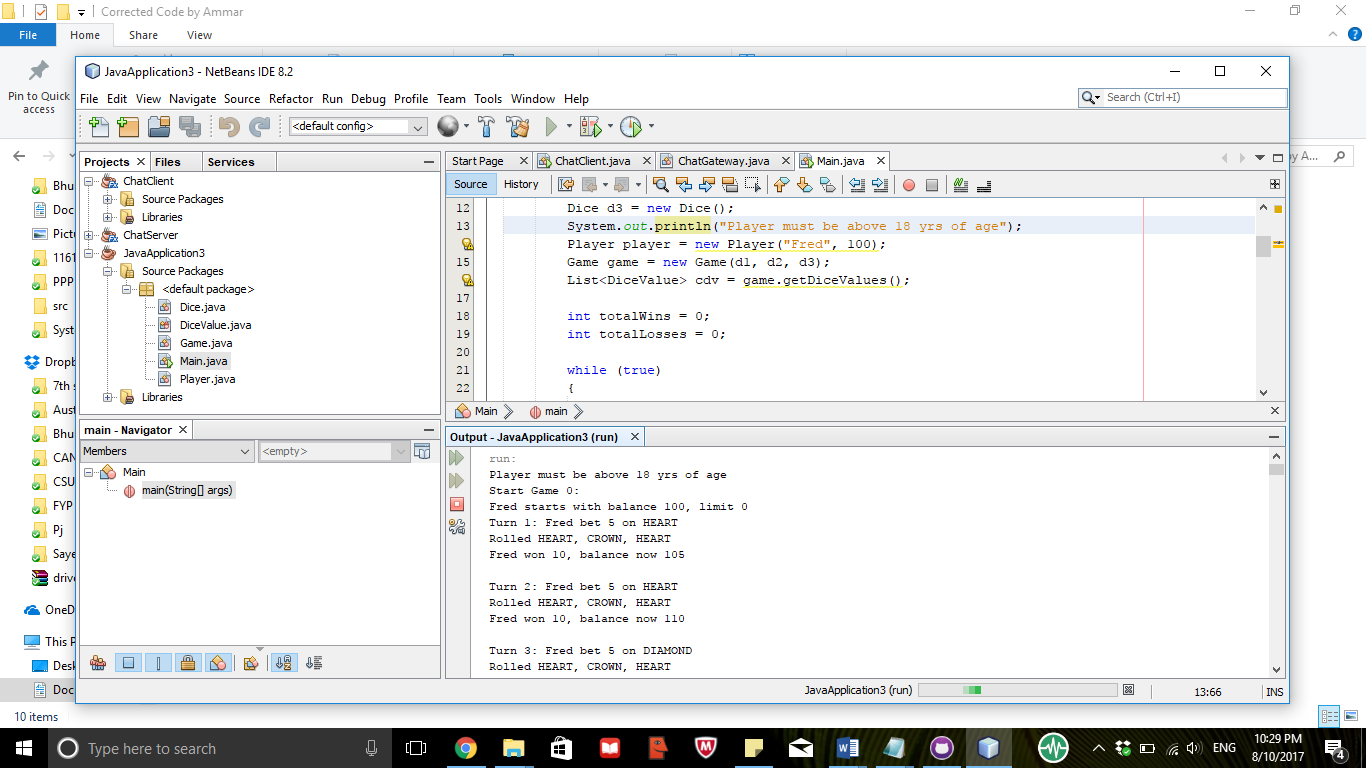 Corrected Code by Ammar
File Home Share View
Pin to Quick
access
JavaApplication3 - NetBeans IDE 8.2
File Edit View Navigate Source Refactor Run Debug Profile Team Tools Window Help
Search (Ctrl+I)
<default config>
Projects Files Services
ChatClient
Source Packages
Libraries
ChatServer
JavaApplication3
Source Packages
<default package>
Dice.java
DiceValue.java
Game.java
Main.java
Player.java
Libraries
Start Page ChatClient.java ChatGateway.java Main.java
Source History
12 Dice d3 = new Dice();
13 System.out.println("Player must be above 18 yrs of age");
Player player = new Player("Fred", 100);
15 Game game = new Game(d1, d2, d3);
List<DiceValue> cdv = game.getDiceValues();
17
18 int totalWins = 0;
19 int totalLosses = 0;
20
21 while (true)
22 {
Main main
main - Navigator
Members <empty>
Main
main(String[] args)
Output - JavaApplication3 (run)
run:
Player must be above 18 yrs of age
Start Game 0:
Fred starts with balance 100, limit 0
Turn 1: Fred bet 5 on HEART
Rolled HEART, CROWN, HEART
Fred won 10, balance now 105
Turn 2: Fred bet 5 on HEART
Rolled HEART, CROWN, HEART
Fred won 10, balance now 110
Turn 3: Fred bet 5 on DIAMOND
Rolled HEART, CROWN, HEART
JavaApplication3 (run) 13:66 INS
by A...
Bhu
Doc
Pictu
1161
PPP
src
Syst
Dropb
7th s
Aust
Bhu
CAN
CSU
FYP
Pj
Saye
drive
OneD
This P
Desk
Doc
10 items
Type here to search
ENG
10:29 PM
8/10/2017
4